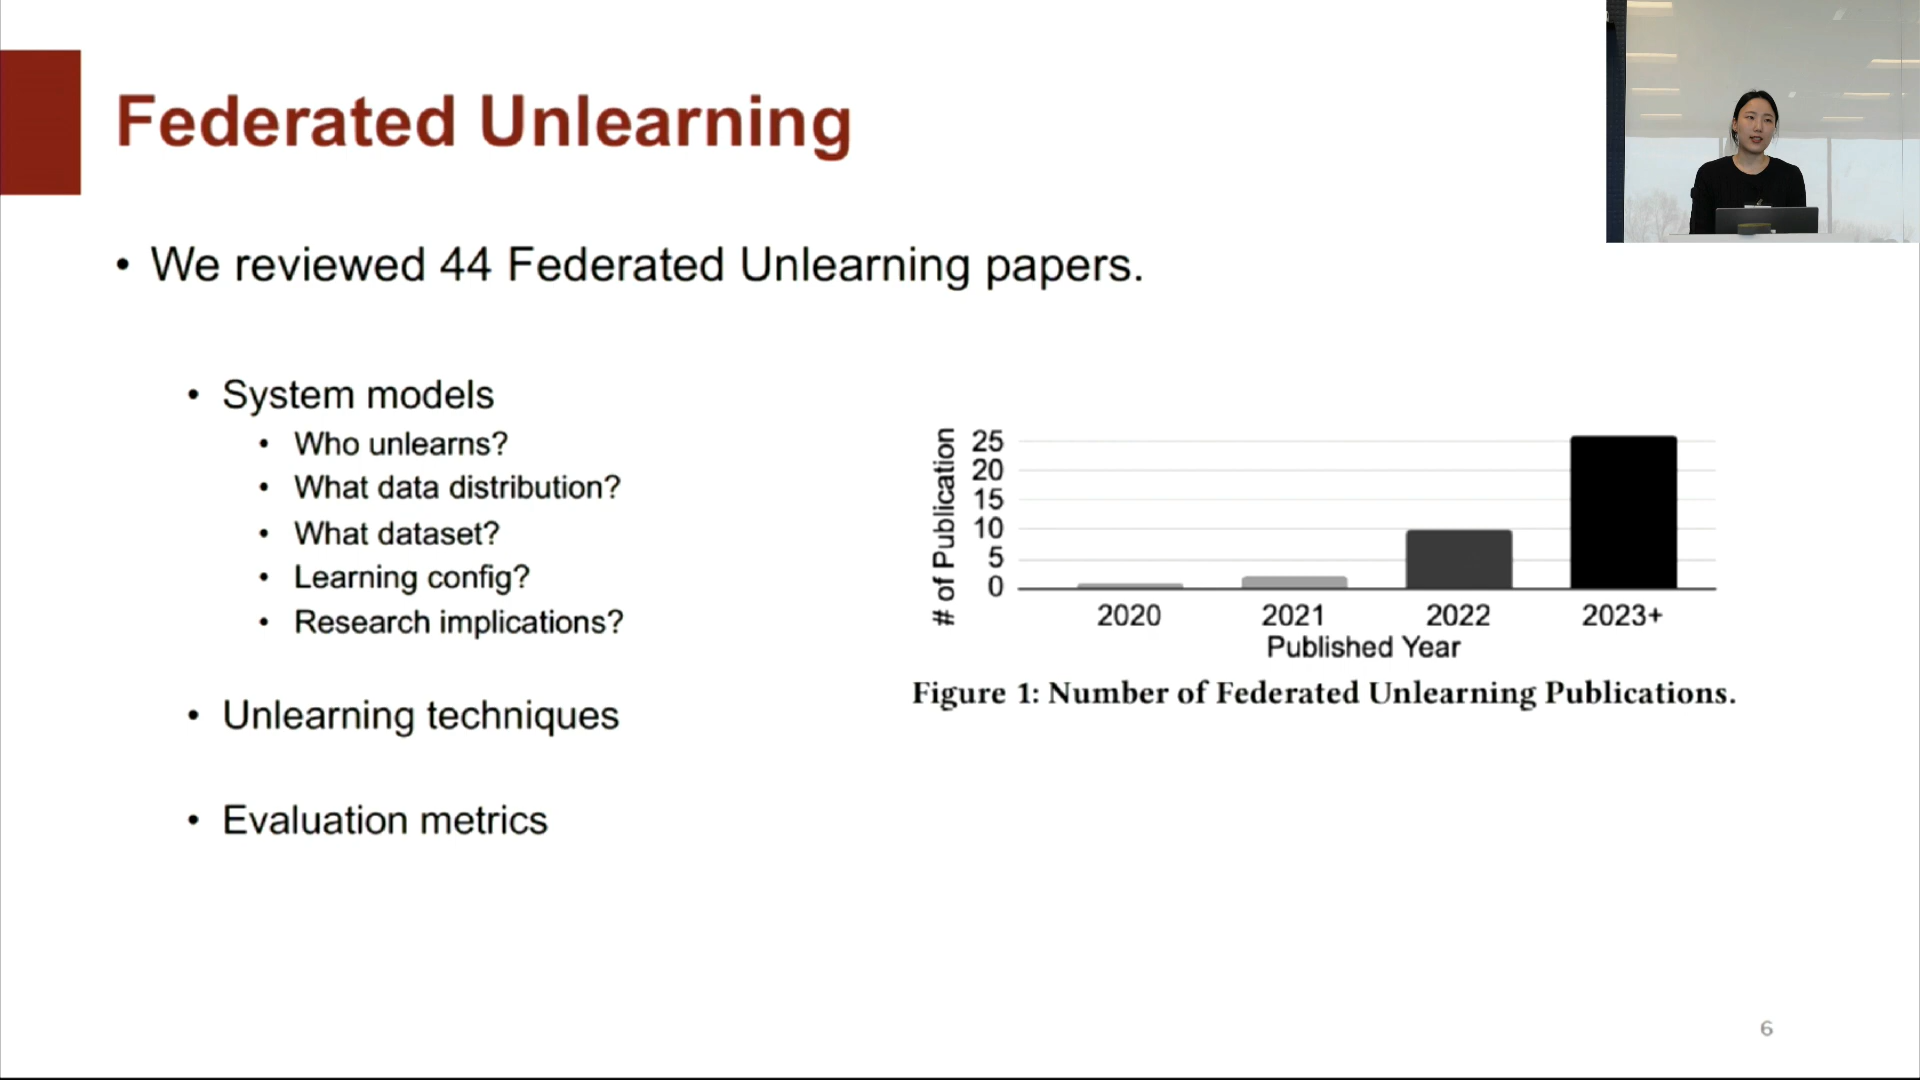 Federated Unlearning
• We reviewed 44 Federated Unlearning papers.
• System models
• Who unlearns?
• What data distribution?
• What dataset?
• Learning config?
• Research implications?
• Unlearning techniques
• Evaluation metrics
# of Publication
25
20
15
10
5
0
2020 2021 2022 2023+
Published Year
Figure 1: Number of Federated Unlearning Publications.
6